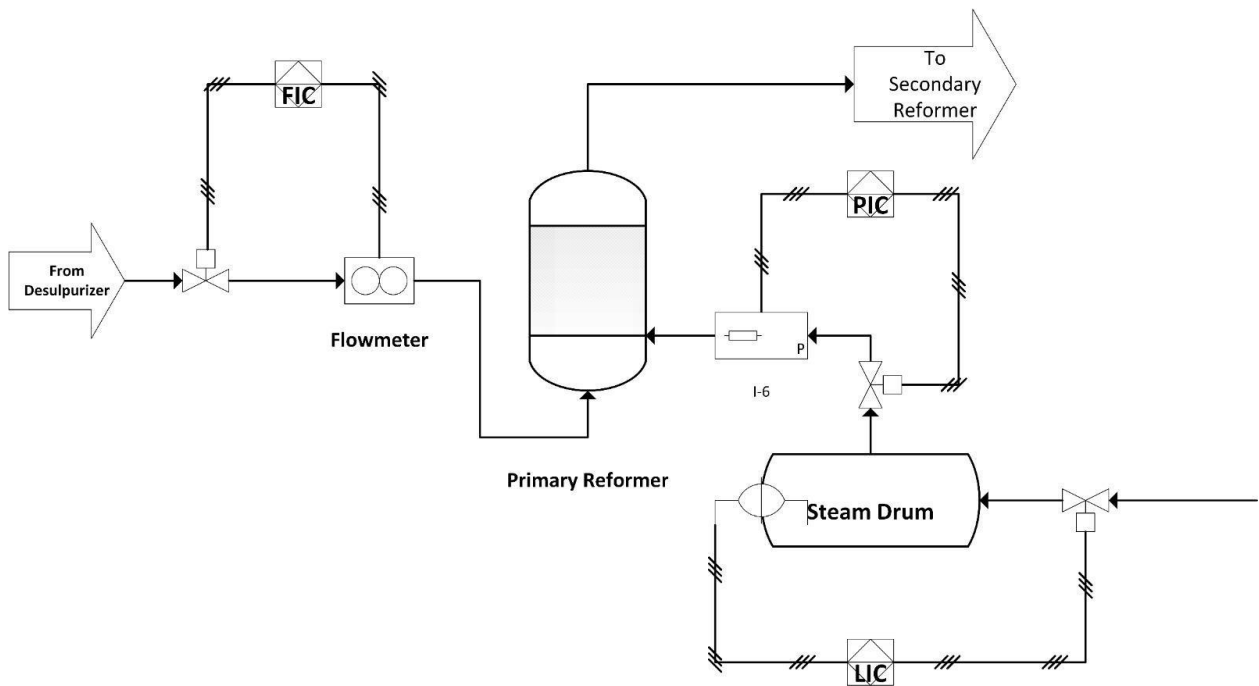 To
Secondary
Reformer
FIC
PIC
From
Desulpurizer
Flowmeter
P
I-6
Primary Reformer
Steam Drum
LIC